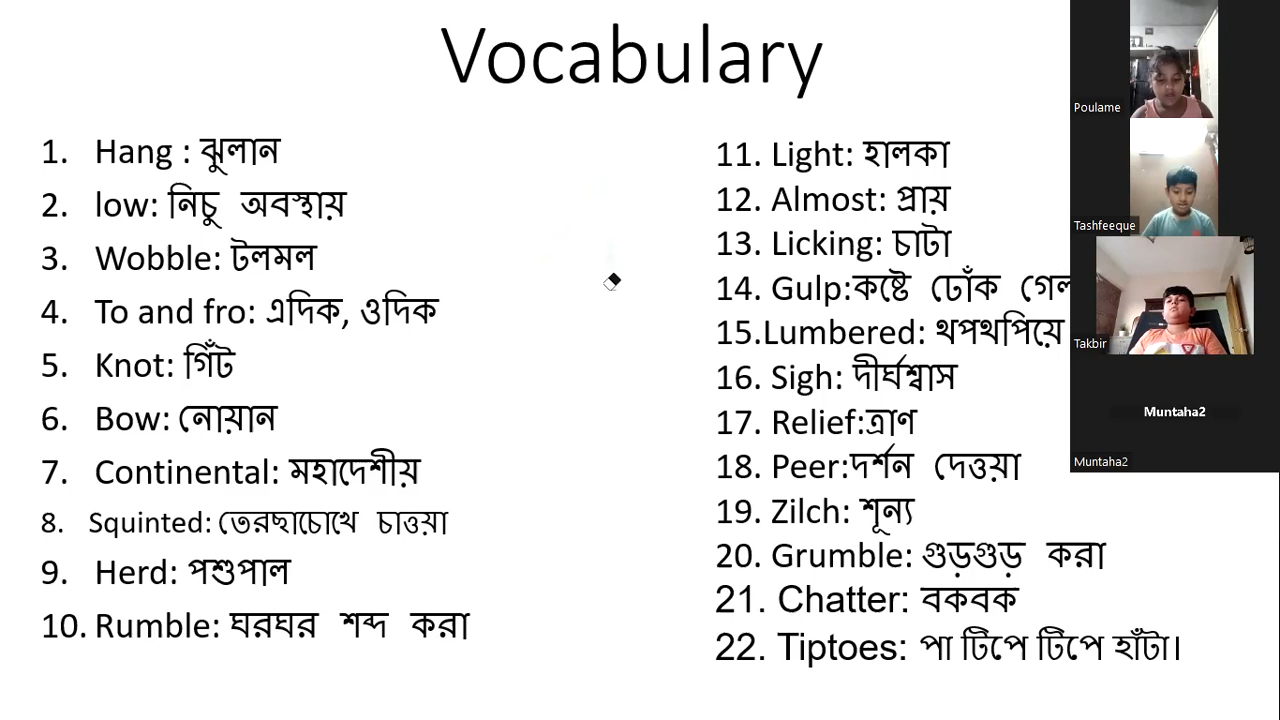 Vocabulary
1. Hang : ঝুলান
2. low: নিচু অবস্থায়
3. Wobble: টলমল
4. To and fro: এদিক, ওদিক
5. Knot: গিঁট
6. Bow: নোয়ান
7. Continental: মহাদেশীয়
8. Squinted: তেরছাচোখে চাত্তয়া
9. Herd: পশুপাল
10. Rumble: ঘরঘর শব্দ করা
11. Light: হালকা
12. Almost: প্রায়
13. Licking: চাটা
14. Gulp:কষ্টে ঢোঁক
15.Lumbered: থপথপিয়ে
16. Sigh: দীর্ঘশ্বাস
17. Relief:ত্রাণ
18. Peer:দর্শন দেত্তয়া
19. Zilch: শূন্য
20. Grumble: গুড়গুড় করা
21. Chatter: বকবক
22. Tiptoes: পা টিপে টিপে হাঁটা।
Poulame
Tashfeeque
Takbir
Muntaha2
Muntaha2